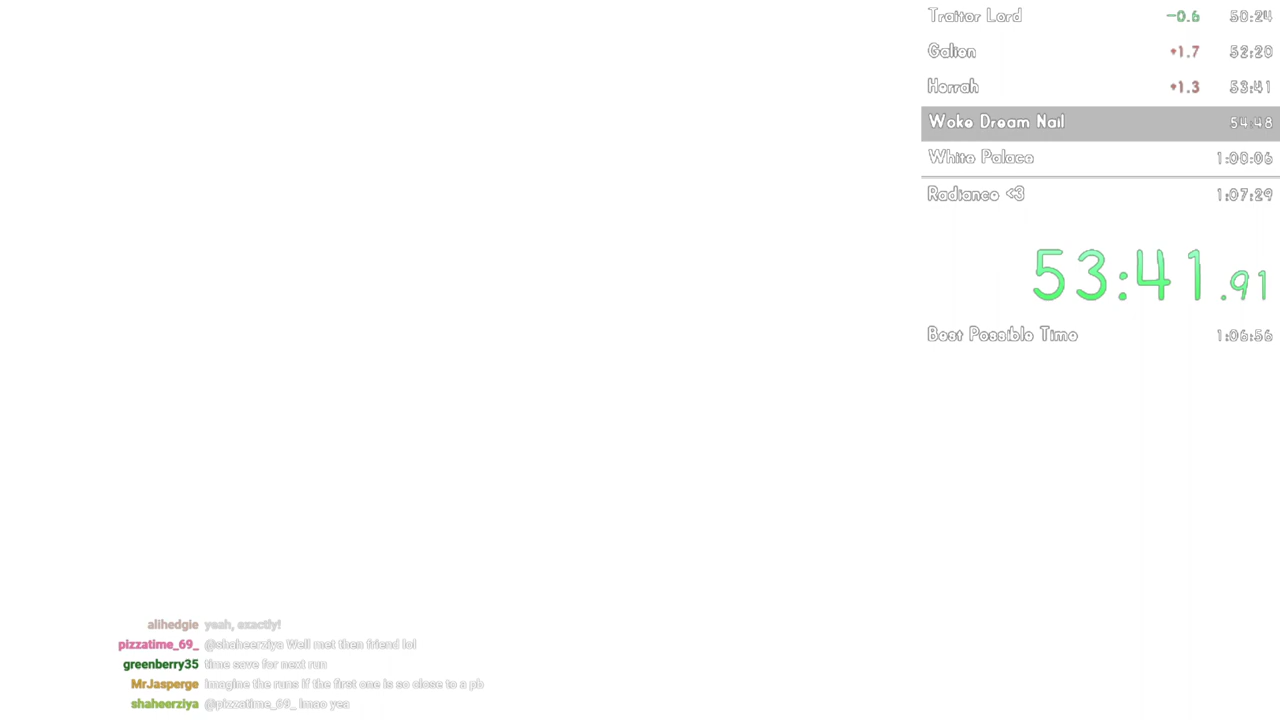 Traitor Lord −0.6 50:24
Galien +1.7 52:20
Horrah +1.3 53:41
Woke Dream Nail 54:48
White Palace 1:00:06
Radiance <3 1:07:29
53:41.91
Best Possible Time 1:06:56
alihedgie yeah, exactly!
pizzatime_69_ @shaheerziya Well met then friend lol
greenberry35 time save for next run
MrJasperge Imagine the runs if the first one is so close to a pb
shaheerziya @pizzatime_69_ lmao yea